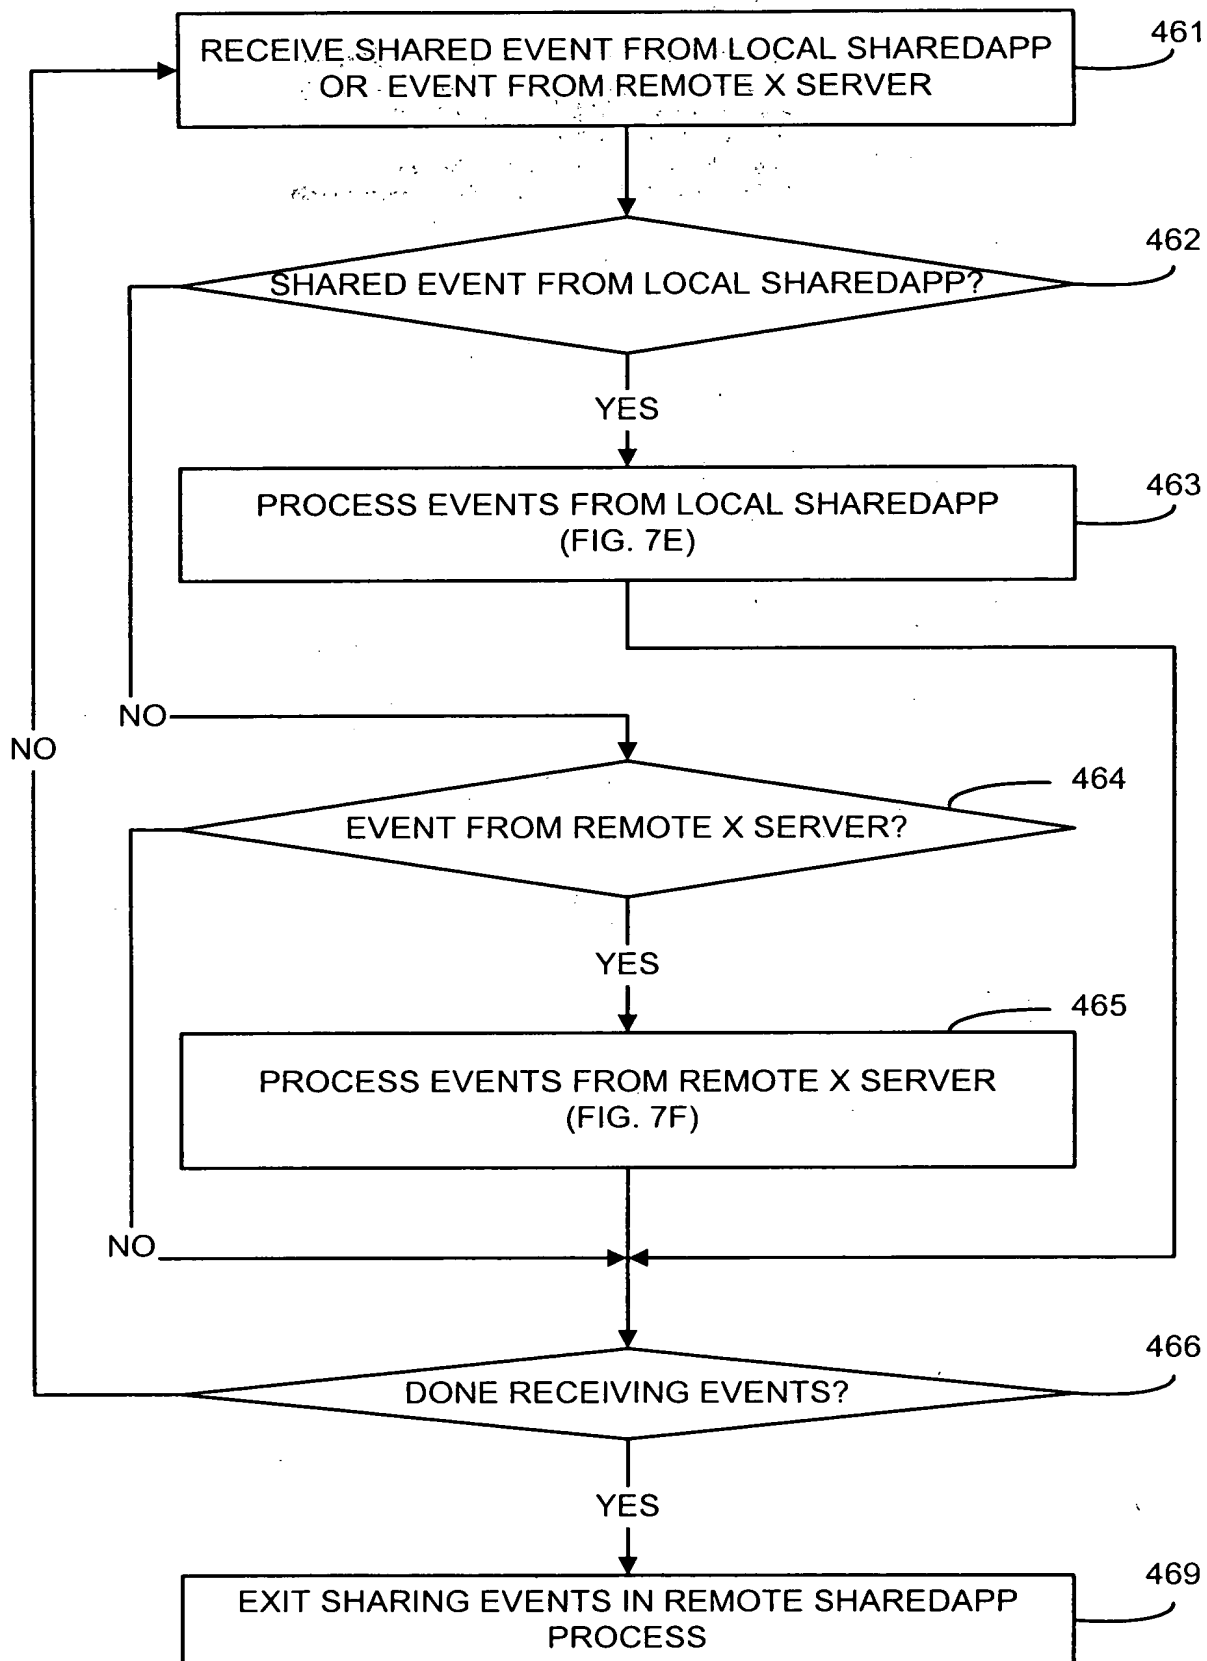 461
RECEIVE SHARED EVENT FROM LOCAL SHAREDAPP
OR EVENT FROM REMOTE X SERVER
462
SHARED EVENT FROM LOCAL SHAREDAPP?
YES
463
PROCESS EVENTS FROM LOCAL SHAREDAPP
(FIG. 7E)
NO
NO
464
EVENT FROM REMOTE X SERVER?
YES
465
PROCESS EVENTS FROM REMOTE X SERVER
(FIG. 7F)
NO
466
DONE RECEIVING EVENTS?
YES
469
EXIT SHARING EVENTS IN REMOTE SHAREDAPP
PROCESS